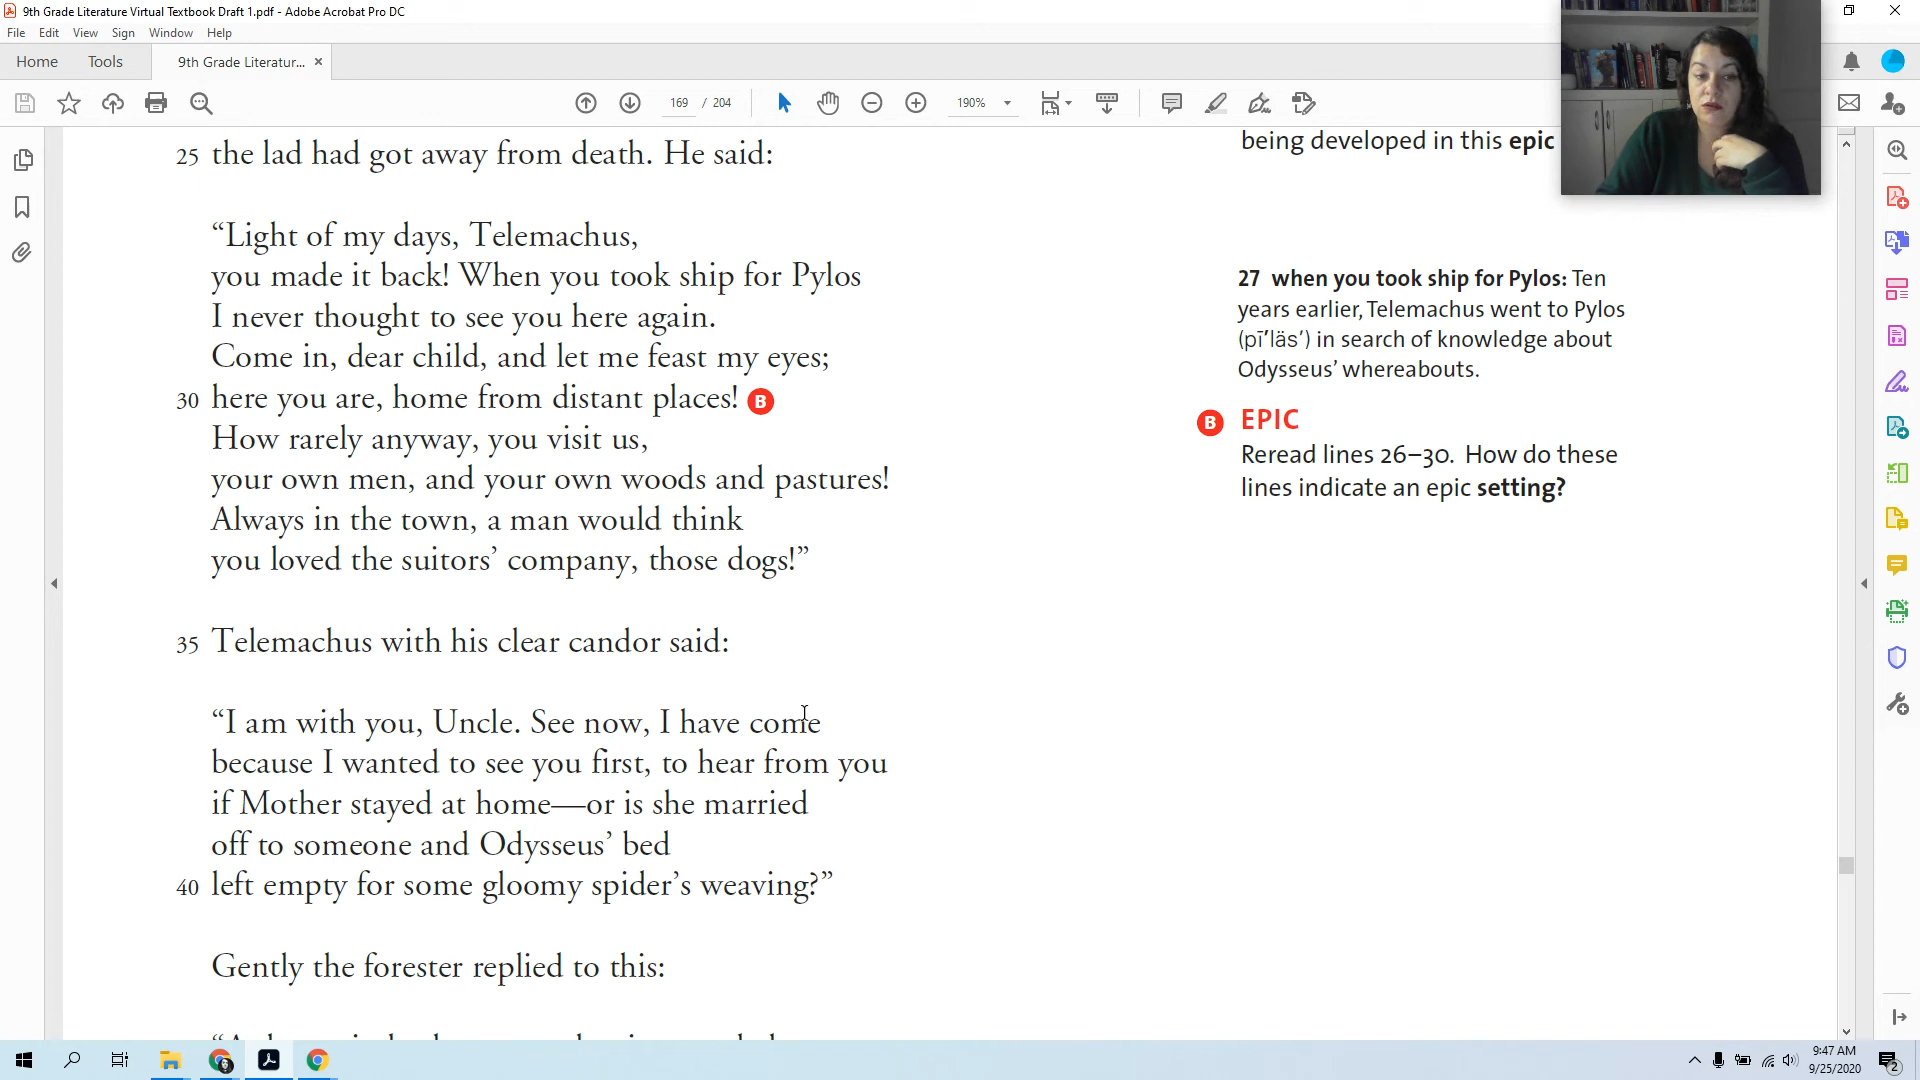 9th Grade Literature Virtual Textbook Draft 1.pdf - Adobe Acrobat Pro DC
File Edit View Sign Window Help
Home Tools 9th Grade Literatur... ×
169 / 204 190%
25 the lad had got away from death. He said:
being developed in this epic
“Light of my days, Telemachus,
you made it back! When you took ship for Pylos
I never thought to see you here again.
Come in, dear child, and let me feast my eyes;
30 here you are, home from distant places! B
How rarely anyway, you visit us,
your own men, and your own woods and pastures!
Always in the town, a man would think
you loved the suitors’ company, those dogs!”
27 when you took ship for Pylos: Ten
years earlier, Telemachus went to Pylos
(pī′läs′) in search of knowledge about
Odysseus’ whereabouts.
B EPIC
Reread lines 26–30. How do these
lines indicate an epic setting?
35 Telemachus with his clear candor said:
“I am with you, Uncle. See now, I have come
because I wanted to see you first, to hear from you
if Mother stayed at home—or is she married
off to someone and Odysseus’ bed
40 left empty for some gloomy spider’s weaving?”
Gently the forester replied to this:
9:47 AM
9/25/2020
2